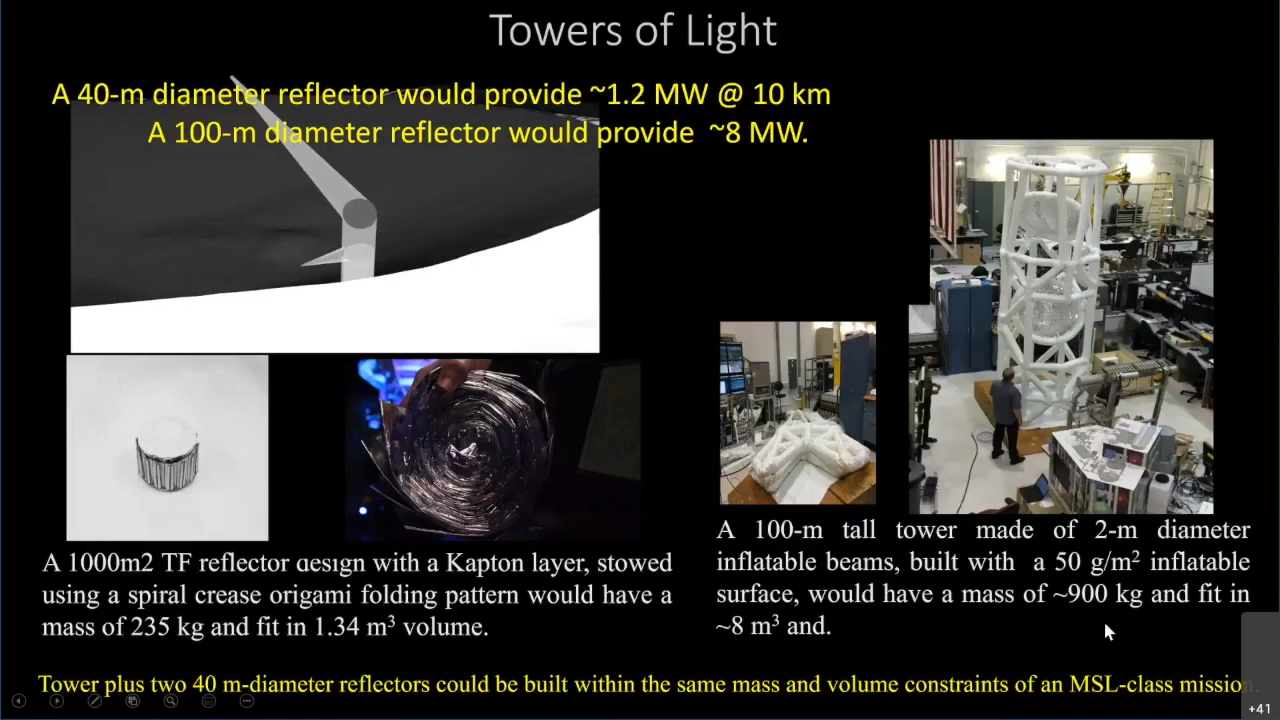 Towers of Light
A 40-m diameter reflector would provide ~1.2 MW @ 10 km
A 100-m diameter reflector would provide ~8 MW.
A 1000m2 TF reflector design with a Kapton layer, stowed
using a spiral crease origami folding pattern would have a
mass of 235 kg and fit in 1.34 m³ volume.
A 100-m tall tower made of 2-m diameter
inflatable beams, built with a 50 g/m² inflatable
surface, would have a mass of ~900 kg and fit in
~8 m³ and.
Tower plus two 40 m-diameter reflectors could be built within the same mass and volume constraints of an MSL-class mission.
+41